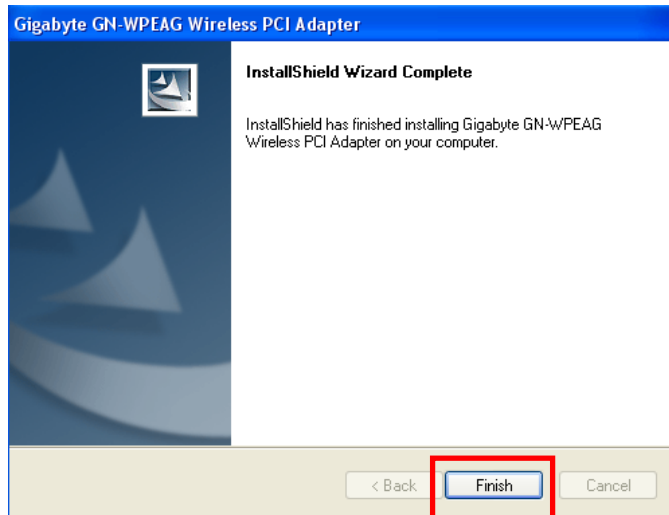 Gigabyte GN-WPEAG Wireless PCI Adapter
InstallShield Wizard Complete
InstallShield has finished installing Gigabyte GN-WPEAG
Wireless PCI Adapter on your computer.
< Back Finish Cancel